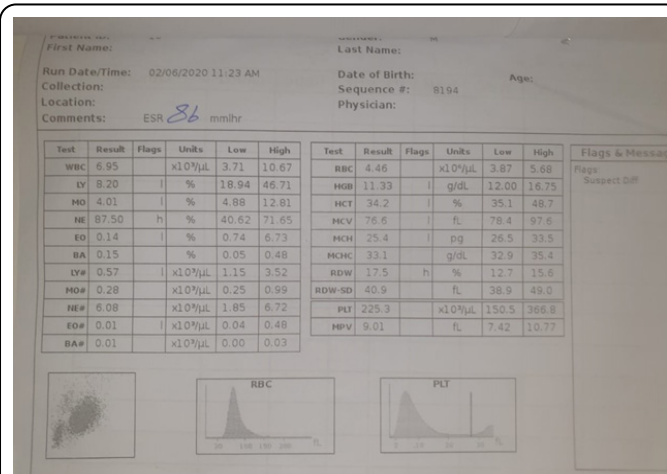 First Name:
Last Name:
Run Date/Time: 02/06/2020 11:23 AM
Date of Birth:
Age:
Collection:
Sequence #: 8194
Location:
Physician:
Comments: ESR 86 mmlhr
Test Result Flags Units Low High
WBC 6.95 x10³/µL 3.71 10.67
LY 8.20 l % 18.94 46.71
MO 4.01 l % 4.88 12.81
NE 87.50 h % 40.62 71.65
EO 0.14 l % 0.74 6.73
BA 0.15 % 0.05 0.48
LY# 0.57 l x10³/µL 1.15 3.52
MO# 0.28 x10³/µL 0.25 0.99
NE# 6.08 x10³/µL 1.85 6.72
EO# 0.01 l x10³/µL 0.04 0.48
BA# 0.01 x10³/µL 0.00 0.03
Test Result Flags Units Low High
RBC 4.46 x10⁶/µL 3.87 5.68
HGB 11.33 l g/dL 12.00 16.75
HCT 34.2 l % 35.1 48.7
MCV 76.6 l fL 78.4 97.6
MCH 25.4 l pg 26.5 33.5
MCHC 33.1 g/dL 32.9 35.4
RDW 17.5 h % 12.7 15.6
RDW-SD 40.9 fL 38.9 49.0
PLT 225.3 x10³/µL 150.5 366.8
MPV 9.01 fL 7.42 10.77
Flags & Messa
Flags:
Suspect Diff
RBC
fL
PLT
fL